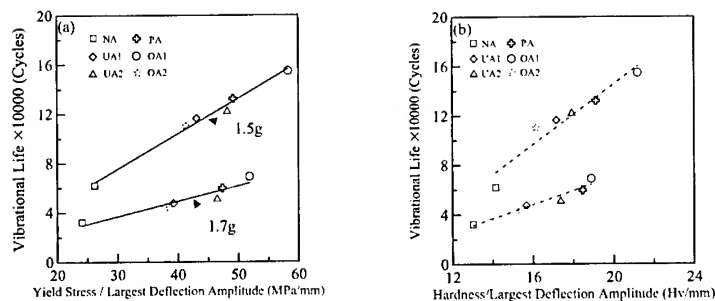 (a)
NA PA
UA1 OA1
UA2 OA2
1.5g
1.7g
16
12
8
4
0
20 30 40 50 60
Vibrational Life ×10000 (Cycles)
Yield Stress / Largest Deflection Amplitude (MPa/mm)
(b)
NA PA
UA1 OA1
UA2 OA2
20
16
12
8
4
0
12 14 16 18 20 22 24
Vibrational Life ×10000 (Cycles)
Hardness/Largest Deflection Amplitude (Hv/mm)